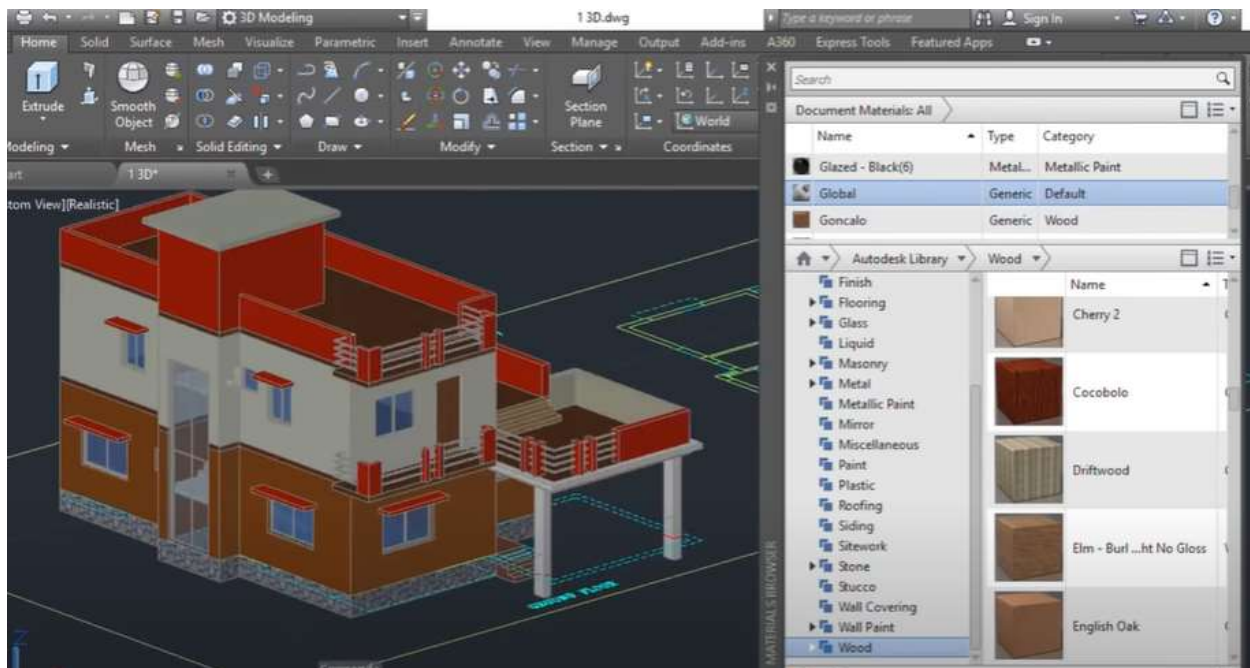 3D Modeling
1 3D.dwg
Type a keyword or phrase
Sign In
Home Solid Surface Mesh Visualize Parametric Insert Annotate View Manage Output Add-ins A360 Express Tools Featured Apps
Extrude
Smooth
Object
Section
Plane
World
Modeling
Mesh
Solid Editing
Draw
Modify
Section
Coordinates
art
1 3D*
tom View][Realistic]
Z
Search
Document Materials: All
Name Type Category
Glazed - Black(6) Metal... Metallic Paint
Global Generic Default
Goncalo Generic Wood
Autodesk Library Wood
Finish
Flooring
Glass
Liquid
Masonry
Metal
Metallic Paint
Mirror
Miscellaneous
Paint
Plastic
Roofing
Siding
Sitework
Stone
Stucco
Wall Covering
Wall Paint
Wood
Name
Cherry 2
Cocobolo
Driftwood
Elm - Burl ...ht No Gloss
English Oak
MATERIALS BROWSER